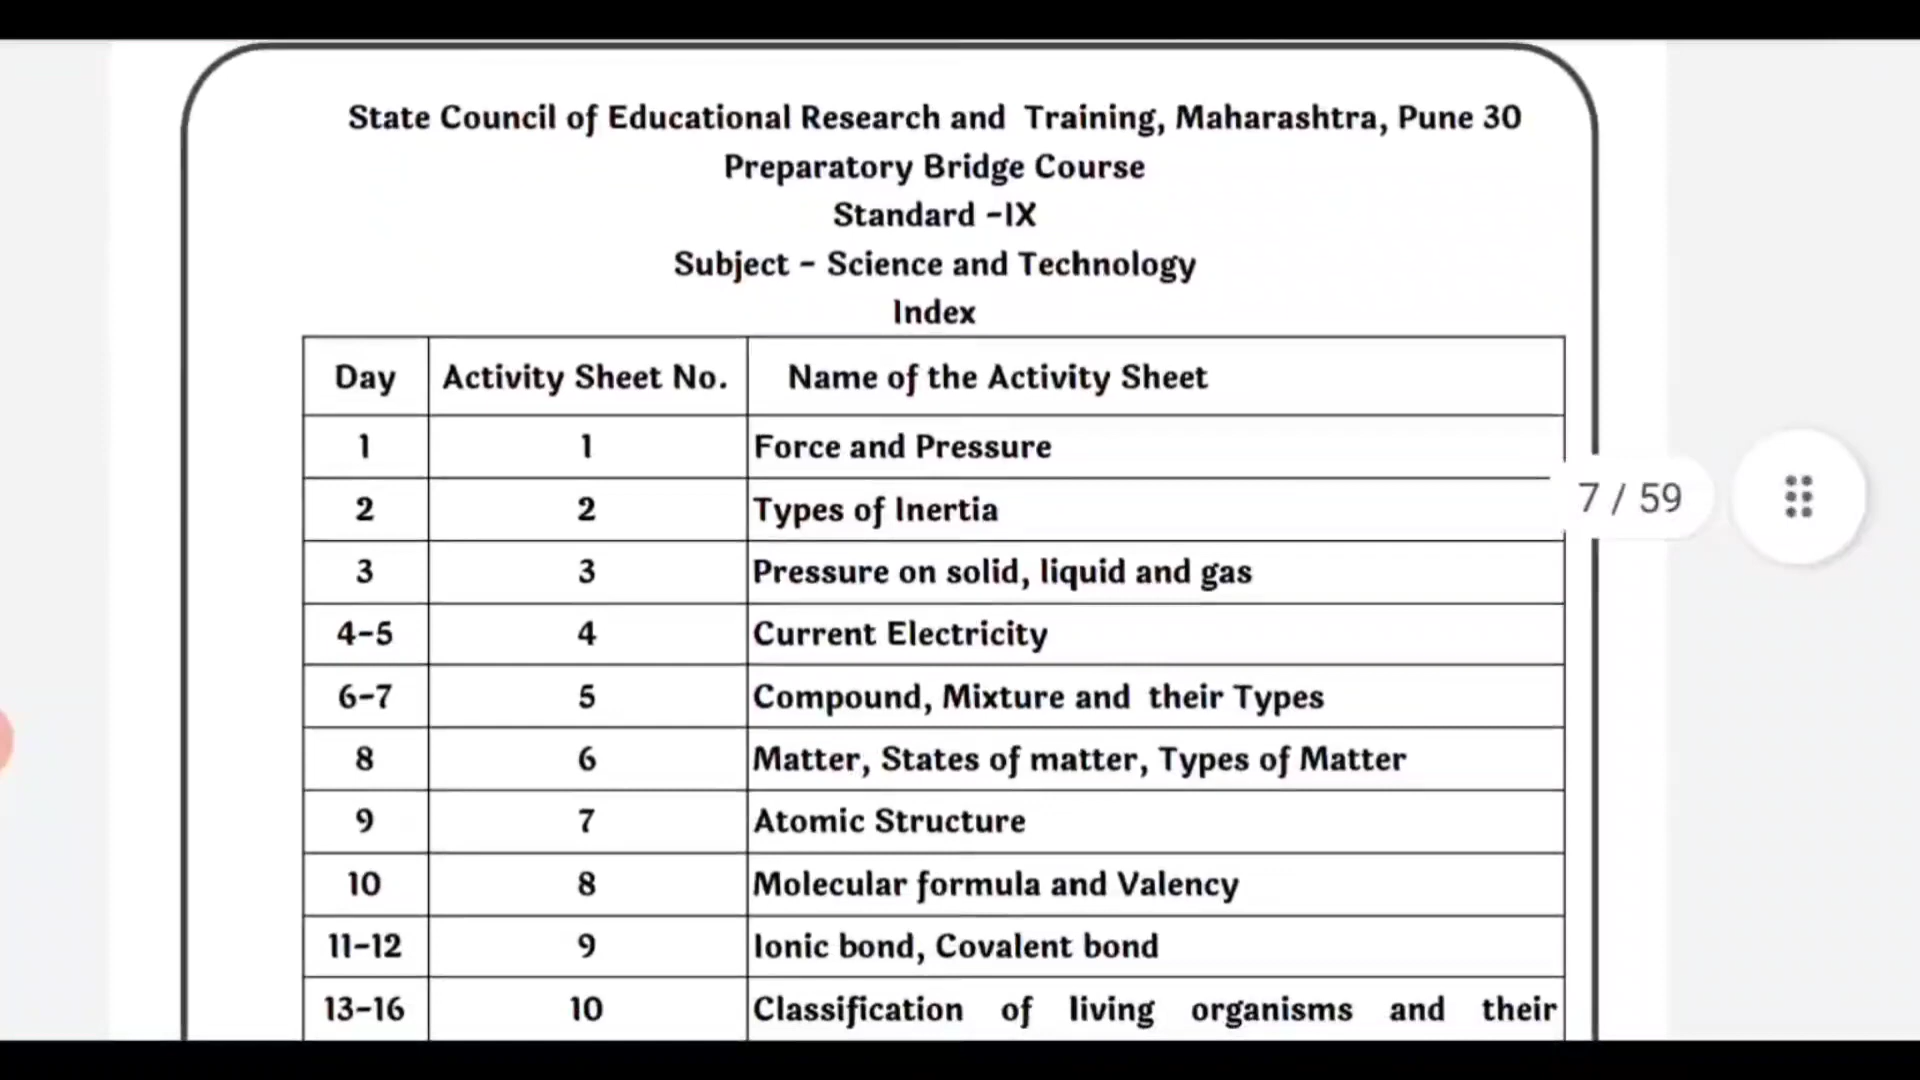 State Council of Educational Research and Training, Maharashtra, Pune 30
Preparatory Bridge Course
Standard -IX
Subject - Science and Technology
Index
Day Activity Sheet No. Name of the Activity Sheet
1 1 Force and Pressure
2 2 Types of Inertia
7 / 59
3 3 Pressure on solid, liquid and gas
4-5 4 Current Electricity
6-7 5 Compound, Mixture and their Types
8 6 Matter, States of matter, Types of Matter
9 7 Atomic Structure
10 8 Molecular formula and Valency
11-12 9 Ionic bond, Covalent bond
13-16 10 Classification of living organisms and their